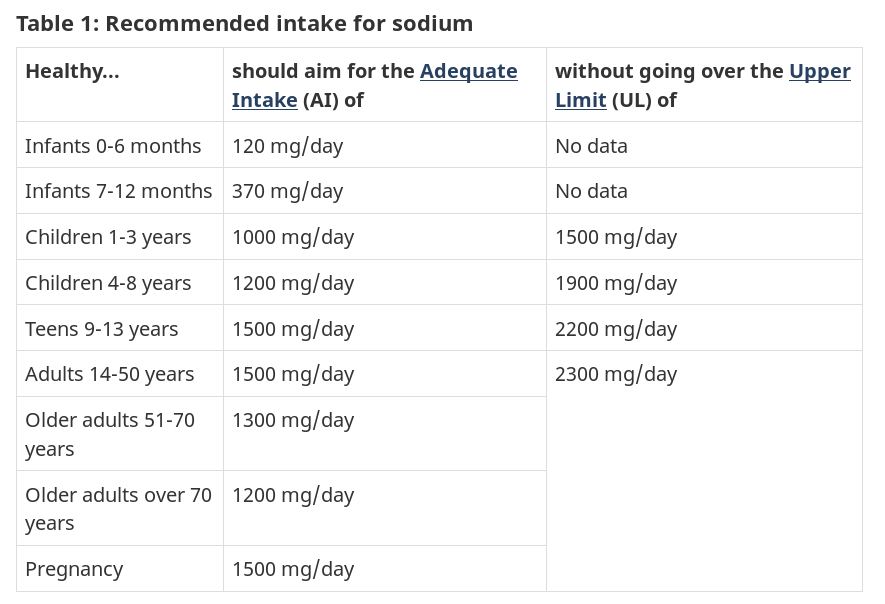 Table 1: Recommended intake for sodium
Healthy...
should aim for the Adequate
Intake (AI) of
without going over the Upper
Limit (UL) of
Infants 0-6 months
120 mg/day
No data
Infants 7-12 months
370 mg/day
No data
Children 1-3 years
1000 mg/day
1500 mg/day
Children 4-8 years
1200 mg/day
1900 mg/day
Teens 9-13 years
1500 mg/day
2200 mg/day
Adults 14-50 years
1500 mg/day
2300 mg/day
Older adults 51-70
years
1300 mg/day
Older adults over 70
years
1200 mg/day
Pregnancy
1500 mg/day